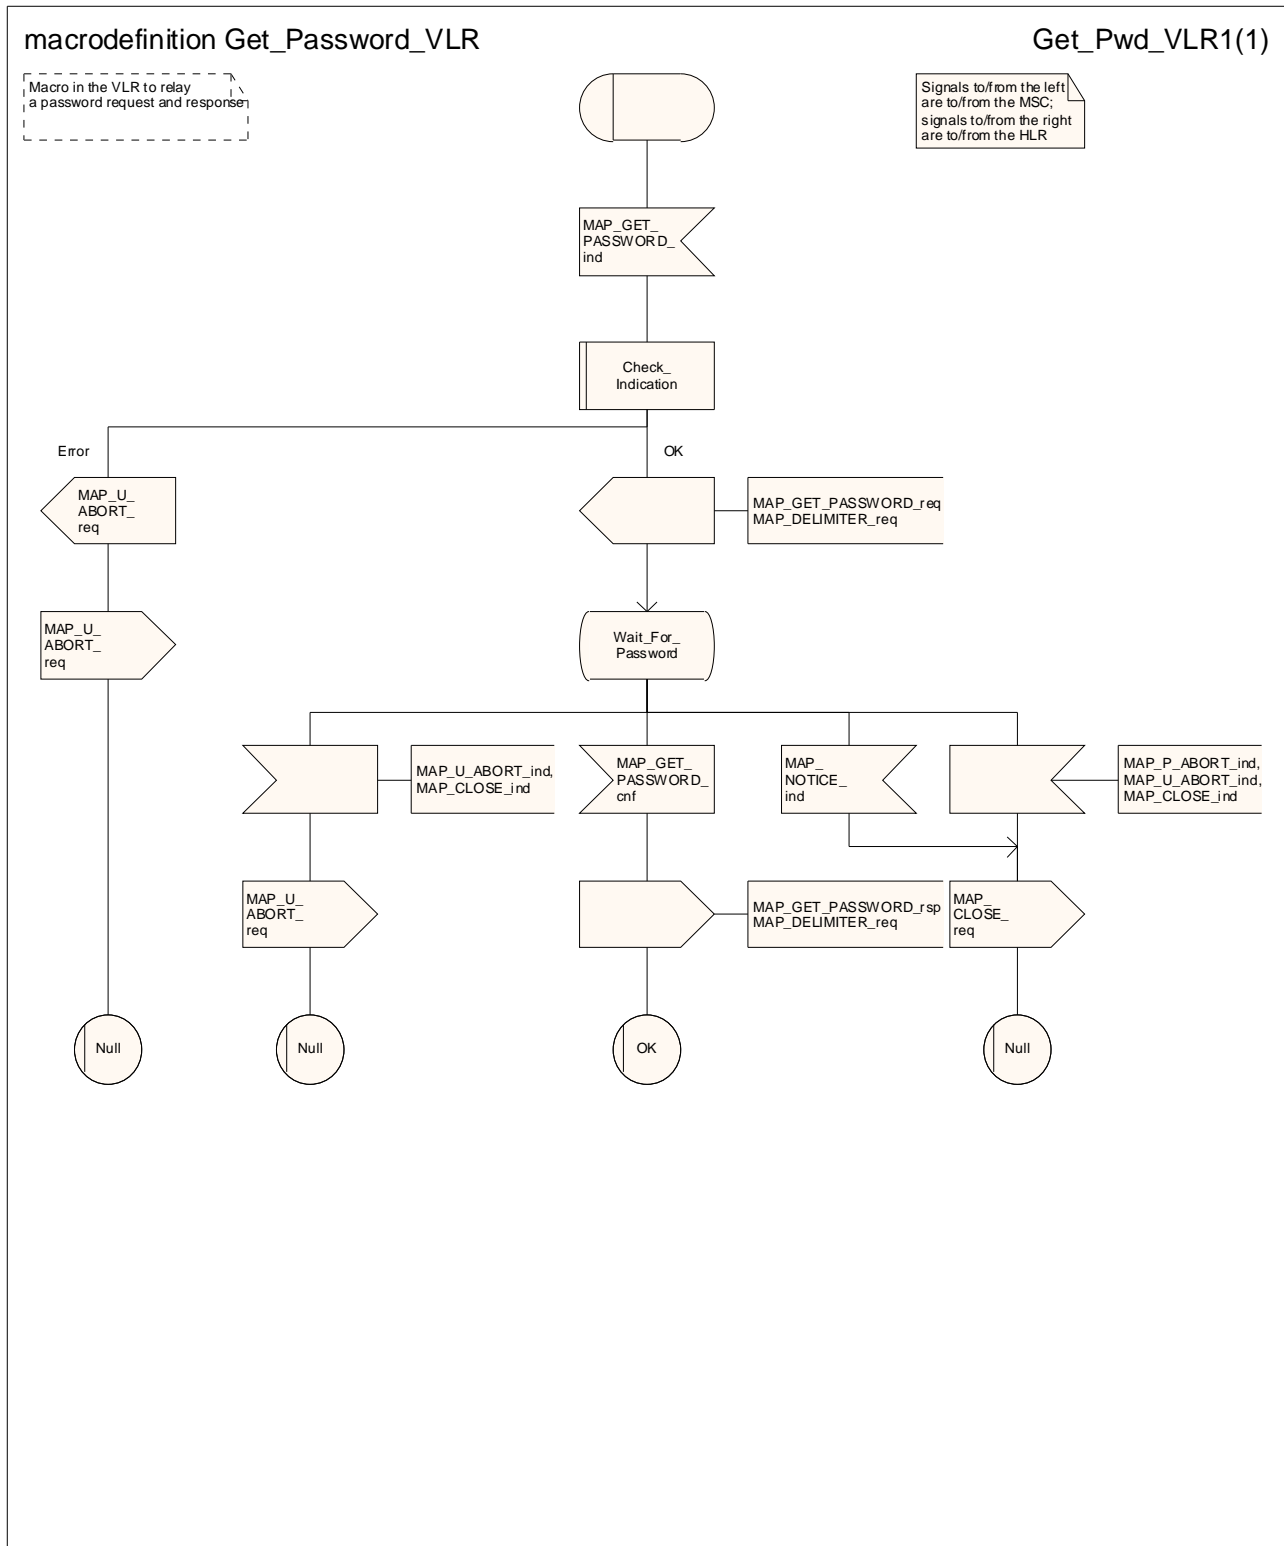 macrodefinition Get_Password_VLR
Get_Pwd_VLR1(1)
Macro in the VLR to relay
a password request and response
Signals to/from the left
are to/from the MSC;
signals to/from the right
are to/from the HLR
MAP_GET_
PASSWORD_
ind
Check_
Indication
Error
OK
MAP_U_
ABORT_
req
MAP_GET_PASSWORD_req
MAP_DELIMITER_req
MAP_U_
ABORT_
req
Wait_For_
Password
MAP_U_ABORT_ind,
MAP_CLOSE_ind
MAP_GET_
PASSWORD_
cnf
MAP_
NOTICE_
ind
MAP_P_ABORT_ind,
MAP_U_ABORT_ind,
MAP_CLOSE_ind
MAP_U_
ABORT_
req
MAP_GET_PASSWORD_rsp
MAP_DELIMITER_req
MAP_
CLOSE_
req
Null
Null
OK
Null